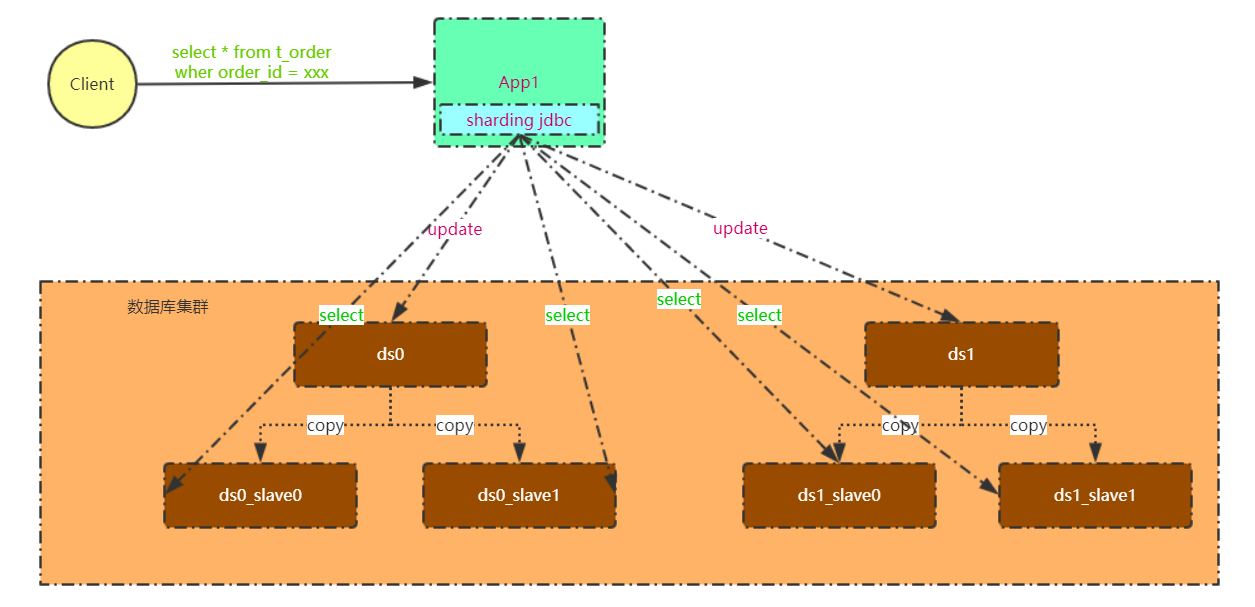 Client
select * from t_order
wher order_id = xxx
App1
sharding jdbc
update
update
数据库集群
select
select
select
select
ds0
ds1
copy
copy
copy
copy
ds0_slave0
ds0_slave1
ds1_slave0
ds1_slave1